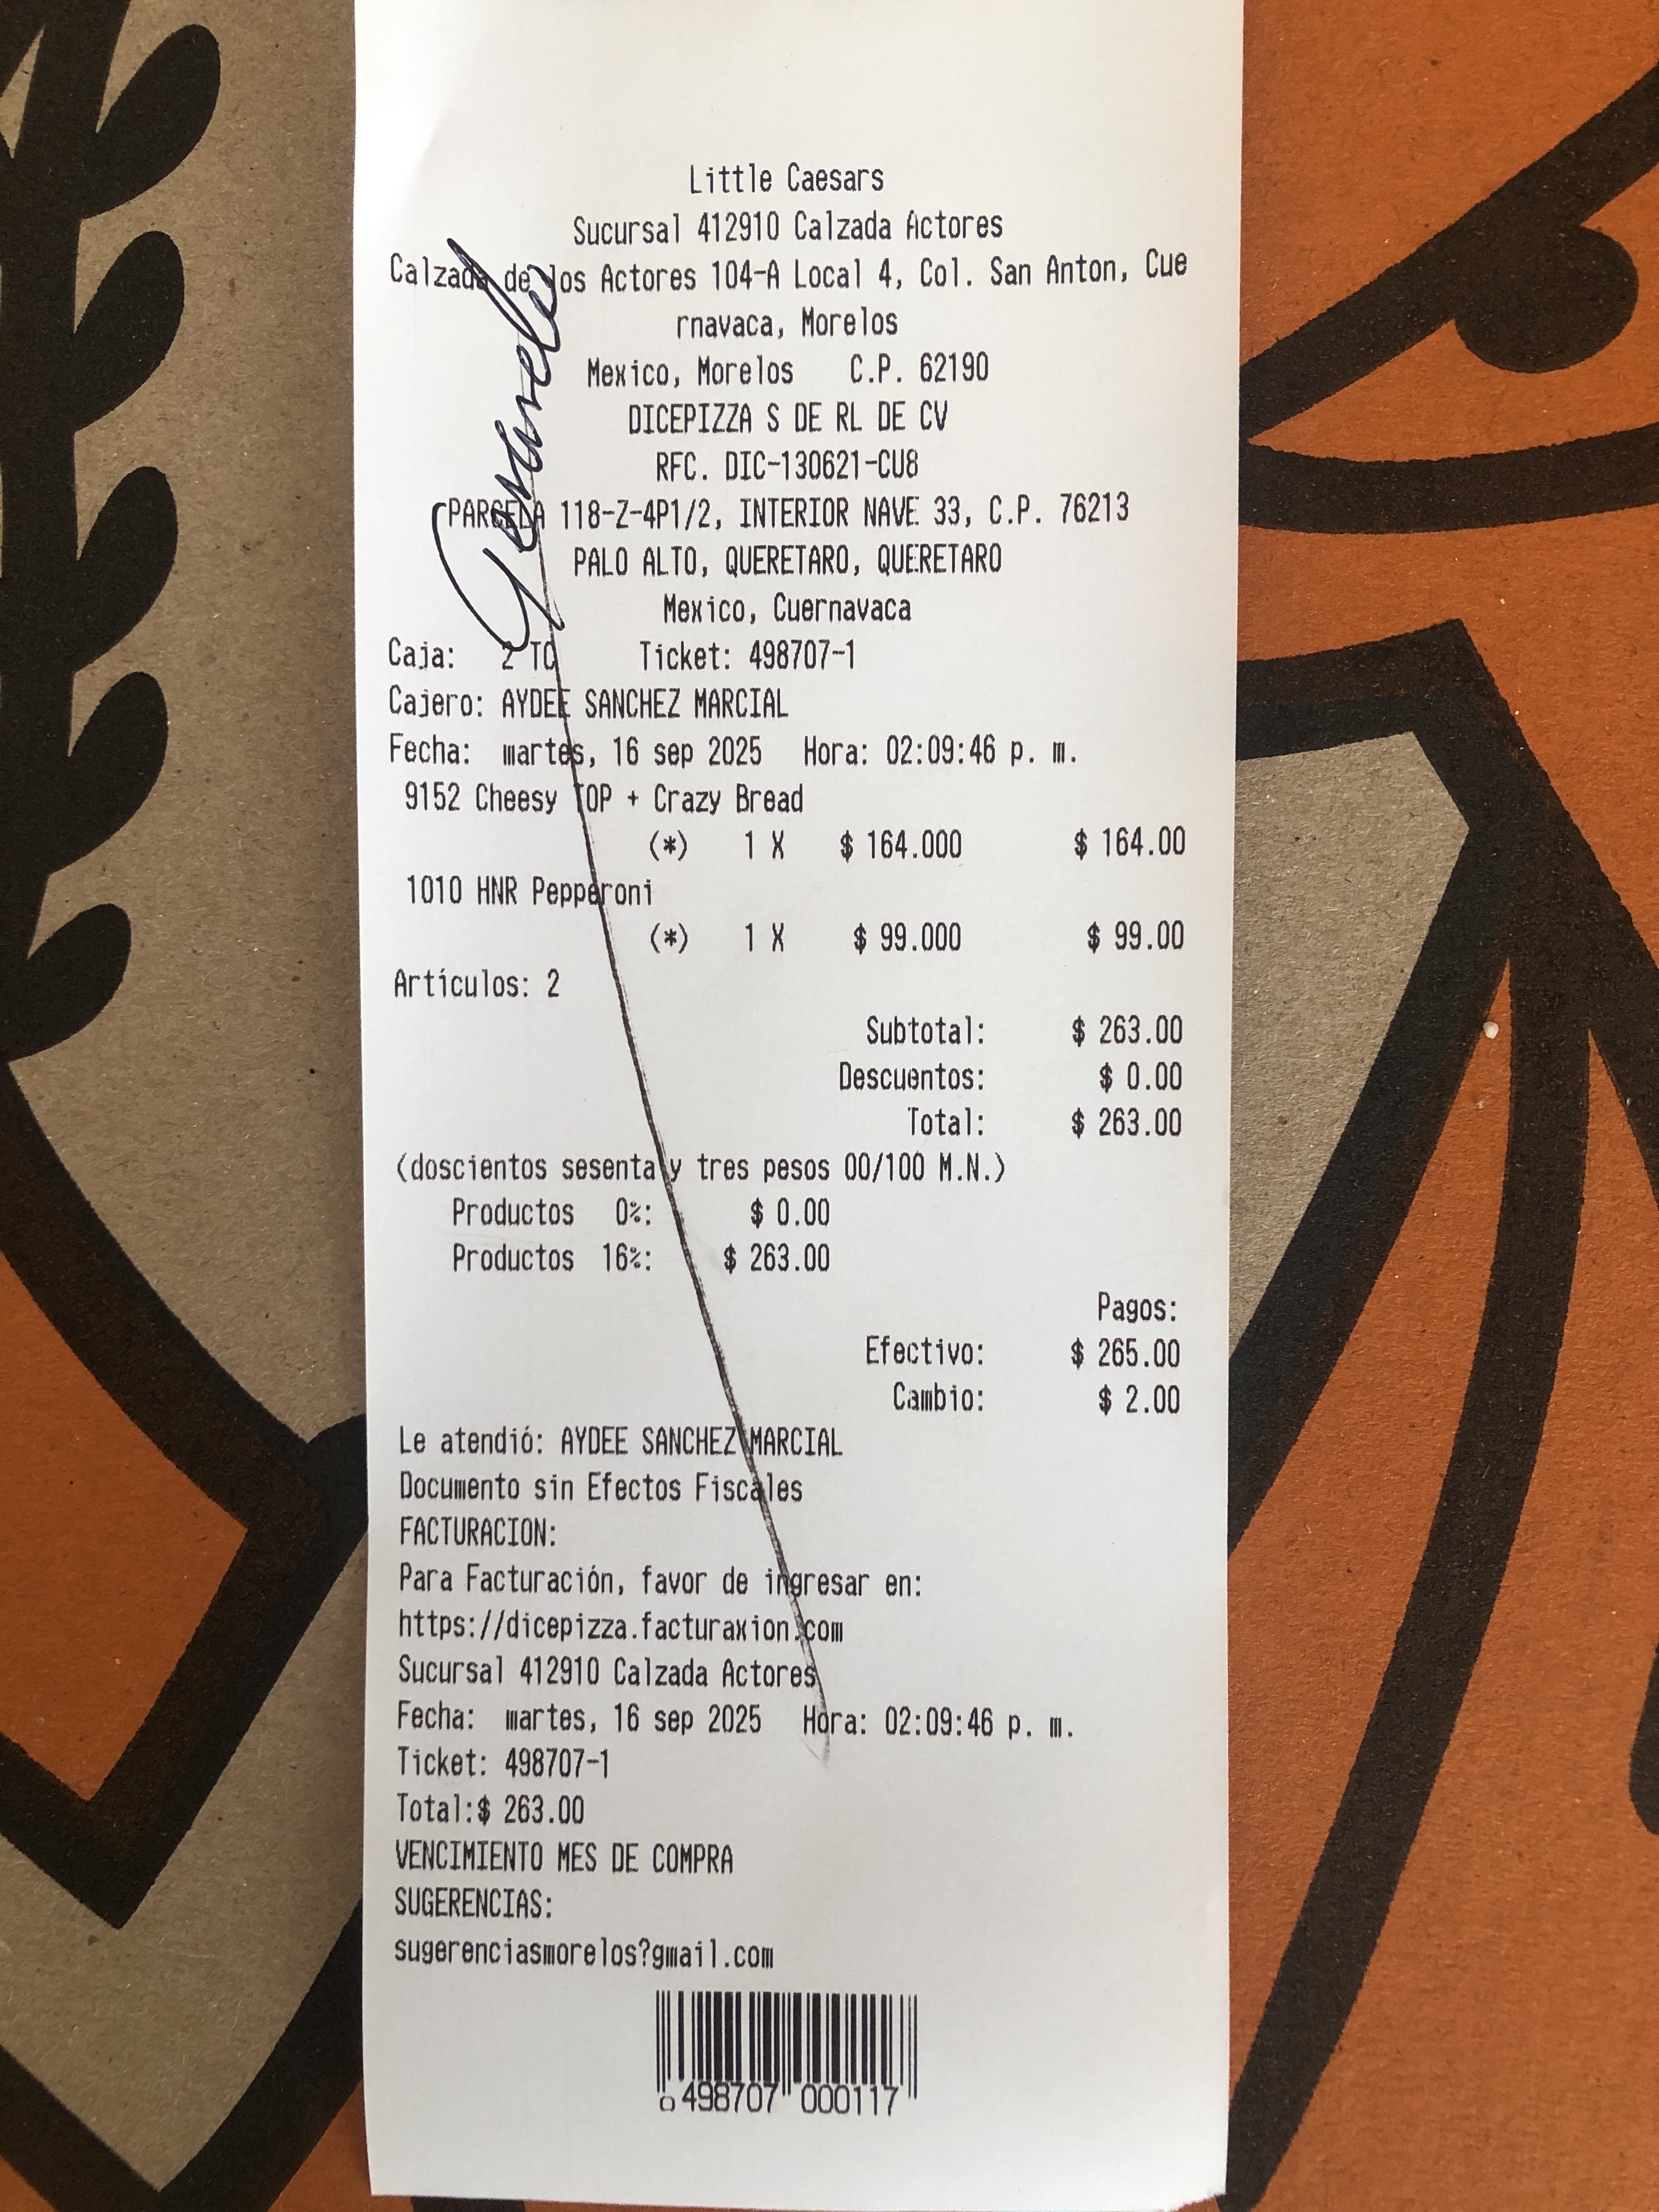 Little Caesars
Sucursal 412910 Calzada Actores
Calzada de los Actores 104-A Local 4, Col. San Anton, Cue
rnavaca, Morelos
Mexico, Morelos C.P. 62190
DICEPIZZA S DE RL DE CV
RFC. DIC-130621-CU8
PARCELA 118-Z-4P1/2, INTERIOR NAVE 33, C.P. 76213
PALO ALTO, QUERETARO, QUERETARO
Mexico, Cuernavaca
Caja: 2 TC Ticket: 498707-1
Cajero: AYDEE SANCHEZ MARCIAL
Fecha: martes, 16 sep 2025 Hora: 02:09:46 p. m.
9152 Cheesy TOP + Crazy Bread
(*) 1 X $ 164.000 $ 164.00
1010 HNR Pepperoni
(*) 1 X $ 99.000 $ 99.00
Artículos: 2
Subtotal: $ 263.00
Descuentos: $ 0.00
Total: $ 263.00
(doscientos sesenta y tres pesos 00/100 M.N.)
Productos 0%: $ 0.00
Productos 16%: $ 263.00
Pagos:
Efectivo: $ 265.00
Cambio: $ 2.00
Le atendió: AYDEE SANCHEZ MARCIAL
Documento sin Efectos Fiscales
FACTURACION:
Para Facturación, favor de ingresar en:
https://dicepizza.facturaxion.com
Sucursal 412910 Calzada Actores
Fecha: martes, 16 sep 2025 Hora: 02:09:46 p. m.
Ticket: 498707-1
Total:$ 263.00
VENCIMIENTO MES DE COMPRA
SUGERENCIAS:
sugerenciasmorelos?gmail.com
0 498707 000117